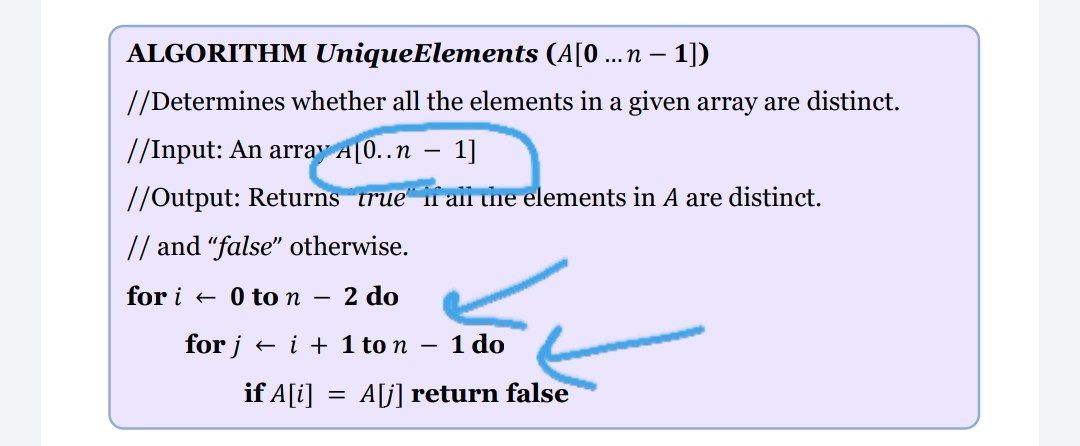 ALGORITHM UniqueElements (A[0 ... n − 1])
//Determines whether all the elements in a given array are distinct.
//Input: An array A[0..n − 1]
//Output: Returns "true" if all the elements in A are distinct.
// and "false" otherwise.
for i ← 0 to n − 2 do
for j ← i + 1 to n − 1 do
if A[i] = A[j] return false